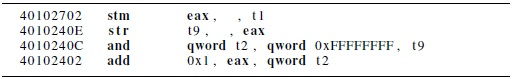 40102702 stm eax, , t1
4010240E str t9, , eax
4010240C and qword t2, qword 0xFFFFFFFF, t9
40102402 add 0x1, eax, qword t2